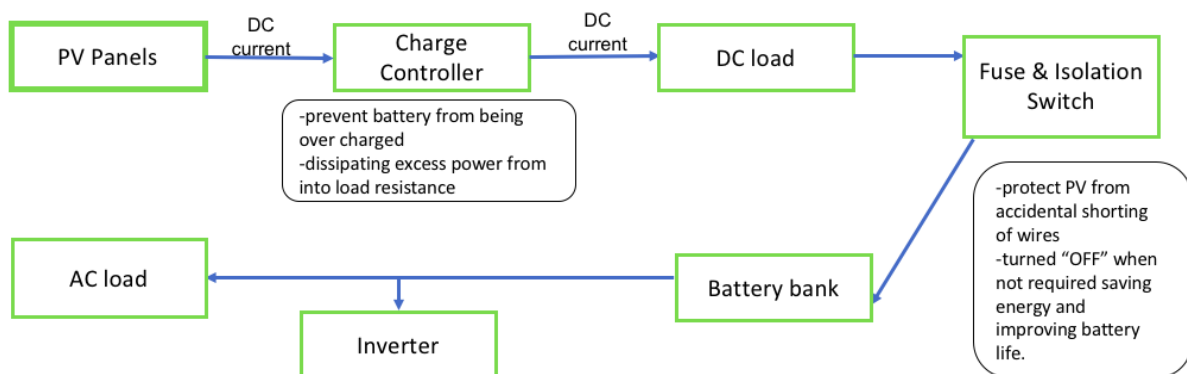 DC
current
DC
current
PV Panels
Charge
Controller
DC load
Fuse & Isolation
Switch
-prevent battery from being
over charged
-dissipating excess power from
into load resistance
-protect PV from
accidental shorting
of wires
-turned “OFF” when
not required saving
energy and
improving battery
life.
AC load
Battery bank
Inverter